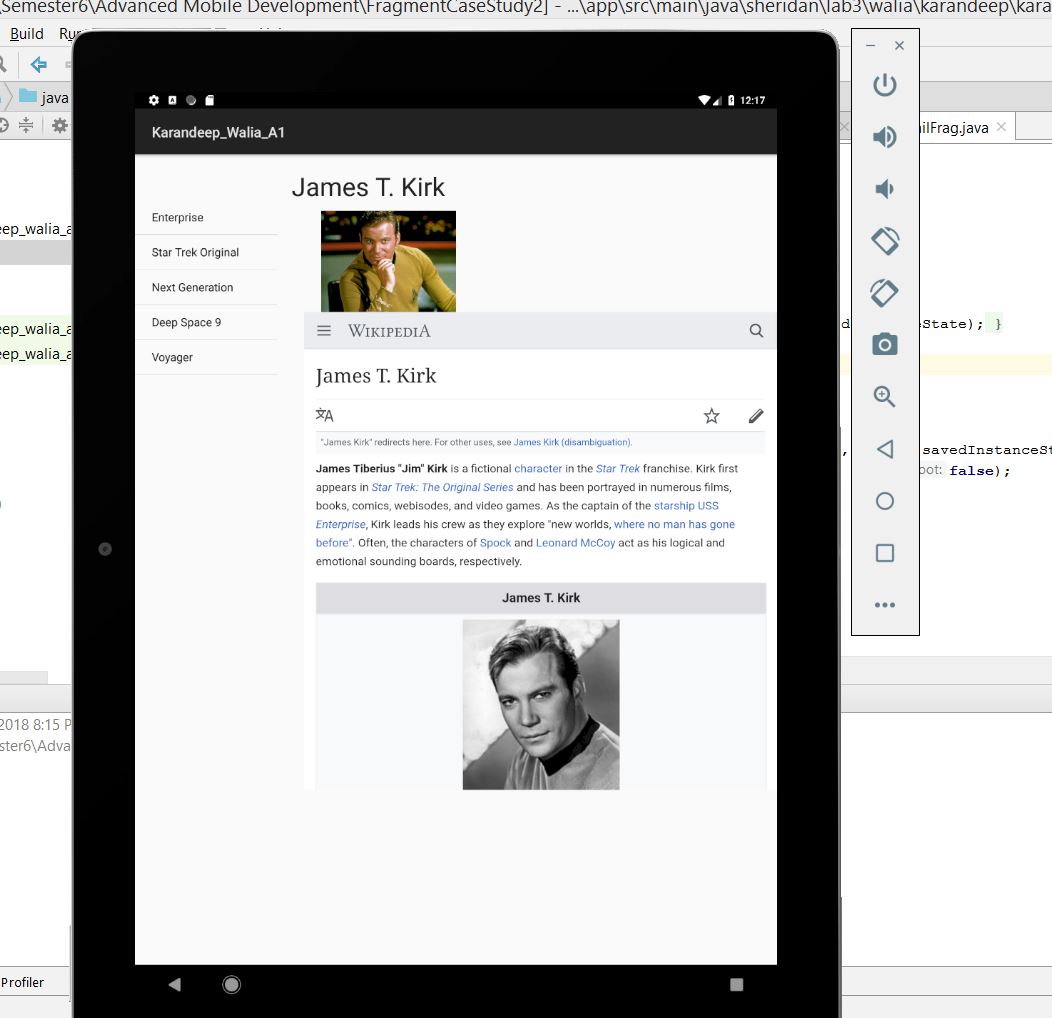 \Semester6\Advanced Mobile Development\FragmentCaseStudy2] - ...\app\src\main\java\sheridan\lab3\walia\karandeep\kara
Build
java
ilFrag.java
12:17
Karandeep_Walia_A1
James T. Kirk
Enterprise
Star Trek Original
Next Generation
Deep Space 9
Voyager
WIKIPEDIA
James T. Kirk
"James Kirk" redirects here. For other uses, see James Kirk (disambiguation).
James Tiberius "Jim" Kirk is a fictional character in the Star Trek franchise. Kirk first
appears in Star Trek: The Original Series and has been portrayed in numerous films,
books, comics, webisodes, and video games. As the captain of the starship USS
Enterprise, Kirk leads his crew as they explore "new worlds, where no man has gone
before". Often, the characters of Spock and Leonard McCoy act as his logical and
emotional sounding boards, respectively.
James T. Kirk
eep_walia_a
eep_walia_a
eep_walia_a
eState); }
, savedInstanceSt
oot: false);
2018 8:15 P
ster6\Adva
Profiler